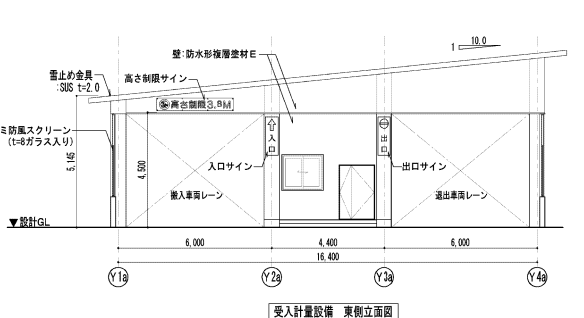 壁:防水形複層塗材E
10.0
1
雪止め金具
:SUS t=2.0
高さ制限サイン
高さ制限3.8M
ミ防風スクリーン
(t=8ガラス入り)
5,145
4,500
入口
出口
入口サイン
出口サイン
搬入車両レーン
退出車両レーン
▼設計GL
6,000
4,400
6,000
16,400
Y1a
Y2a
Y3a
Y4a
受入計量設備 東側立面図